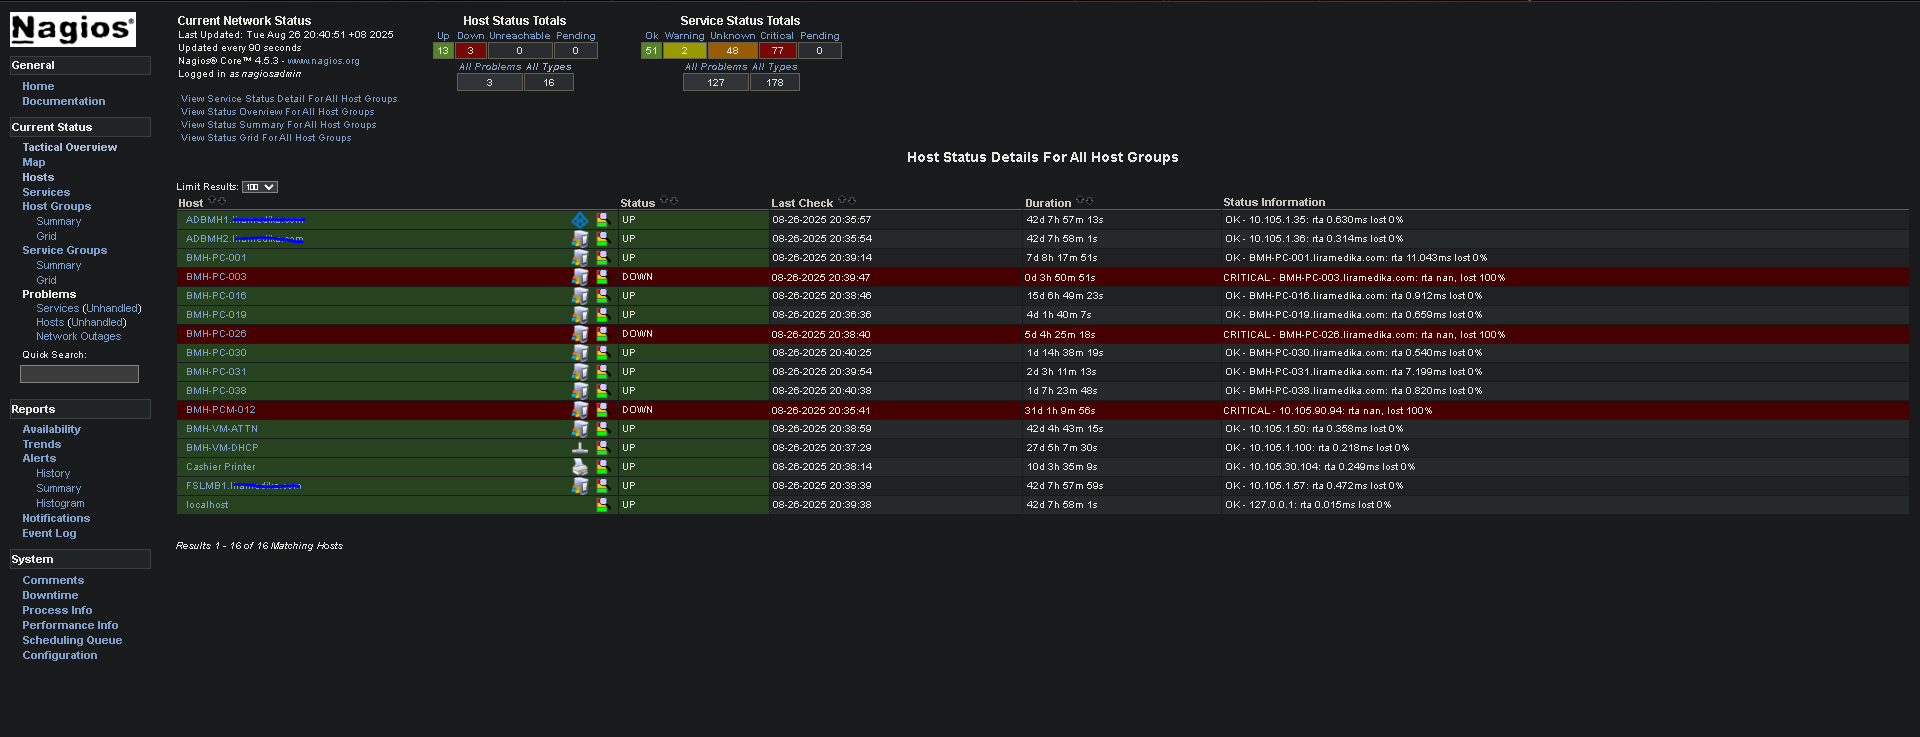 Nagios®
General
Home
Documentation
Current Status
Tactical Overview
Map
Hosts
Services
Host Groups
Summary
Grid
Service Groups
Summary
Grid
Problems
Services (Unhandled)
Hosts (Unhandled)
Network Outages
Quick Search:
Reports
Availability
Trends
Alerts
History
Summary
Histogram
Notifications
Event Log
System
Comments
Downtime
Process Info
Performance Info
Scheduling Queue
Configuration
Current Network Status
Last Updated: Tue Aug 26 20:40:51 +08 2025
Updated every 90 seconds
Nagios® Core™ 4.5.3 - www.nagios.org
Logged in as nagiosadmin
View Service Status Detail For All Host Groups
View Status Overview For All Host Groups
View Status Summary For All Host Groups
View Status Grid For All Host Groups
Host Status Totals
Up Down Unreachable Pending
13 3 0 0
All Problems All Types
3 16
Service Status Totals
Ok Warning Unknown Critical Pending
51 2 48 77 0
All Problems All Types
127 178
Host Status Details For All Host Groups
Limit Results: 100
Host Status Last Check Duration Status Information
ADBMH1. UP 08-26-2025 20:35:57 42d 7h 57m 13s OK - 10.105.1.35: rta 0.630ms lost 0%
ADBMH2. UP 08-26-2025 20:35:54 42d 7h 58m 1s OK - 10.105.1.36: rta 0.314ms lost 0%
BMH-PC-001 UP 08-26-2025 20:39:14 7d 8h 17m 51s OK - BMH-PC-001.liramedika.com: rta 11.043ms lost 0%
BMH-PC-003 DOWN 08-26-2025 20:39:47 0d 3h 50m 51s CRITICAL - BMH-PC-003.liramedika.com: rta nan, lost 100%
BMH-PC-016 UP 08-26-2025 20:38:46 15d 6h 49m 23s OK - BMH-PC-016.liramedika.com: rta 0.912ms lost 0%
BMH-PC-019 UP 08-26-2025 20:36:36 4d 1h 40m 7s OK - BMH-PC-019.liramedika.com: rta 0.659ms lost 0%
BMH-PC-026 DOWN 08-26-2025 20:38:40 5d 4h 25m 18s CRITICAL - BMH-PC-026.liramedika.com: rta nan, lost 100%
BMH-PC-030 UP 08-26-2025 20:40:25 1d 14h 38m 19s OK - BMH-PC-030.liramedika.com: rta 0.540ms lost 0%
BMH-PC-031 UP 08-26-2025 20:39:54 2d 3h 11m 13s OK - BMH-PC-031.liramedika.com: rta 7.199ms lost 0%
BMH-PC-038 UP 08-26-2025 20:40:38 1d 7h 23m 48s OK - BMH-PC-038.liramedika.com: rta 0.820ms lost 0%
BMH-PCM-012 DOWN 08-26-2025 20:35:41 31d 1h 9m 56s CRITICAL - 10.105.90.94: rta nan, lost 100%
BMH-VM-ATTN UP 08-26-2025 20:38:59 42d 4h 43m 15s OK - 10.105.1.50: rta 0.358ms lost 0%
BMH-VM-DHCP UP 08-26-2025 20:37:29 27d 5h 7m 30s OK - 10.105.1.100: rta 0.218ms lost 0%
Cashier Printer UP 08-26-2025 20:38:14 10d 3h 35m 9s OK - 10.105.30.104: rta 0.249ms lost 0%
FSLMB1. UP 08-26-2025 20:38:39 42d 7h 57m 59s OK - 10.105.1.57: rta 0.472ms lost 0%
localhost UP 08-26-2025 20:39:38 42d 7h 58m 1s OK - 127.0.0.1: rta 0.015ms lost 0%
Results 1 - 16 of 16 Matching Hosts